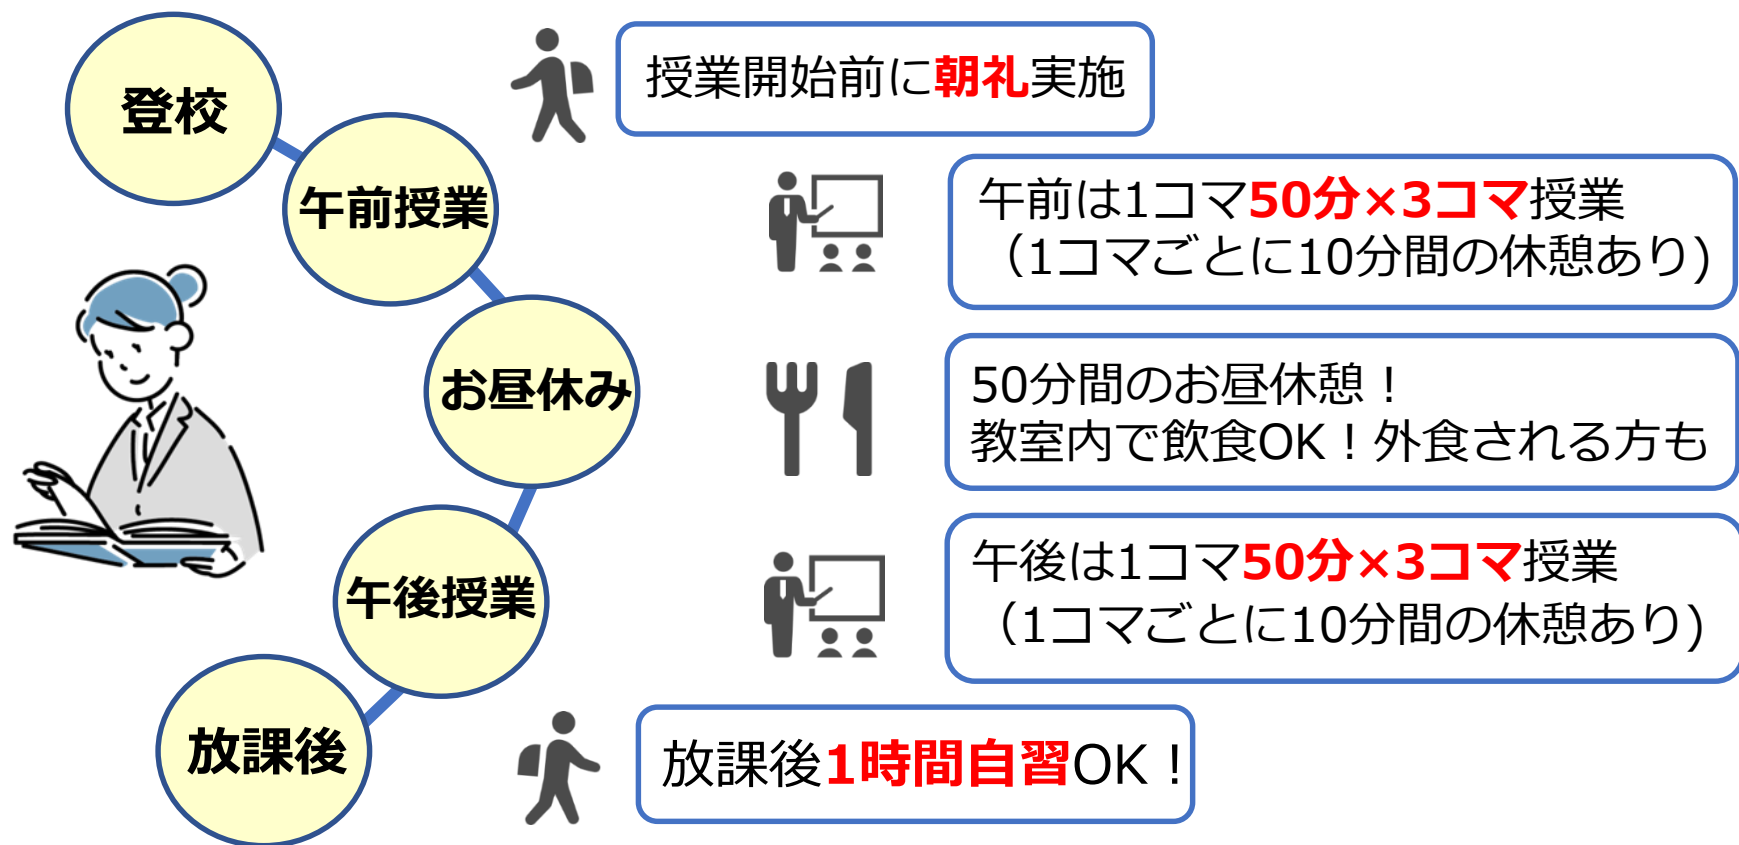 登校
授業開始前に朝礼実施
午前授業
午前は1コマ50分×3コマ授業
（1コマごとに10分間の休憩あり)
お昼休み
50分間のお昼休憩！
教室内で飲食OK！外食される方も
午後授業
午後は1コマ50分×3コマ授業
（1コマごとに10分間の休憩あり)
放課後
放課後1時間自習OK！